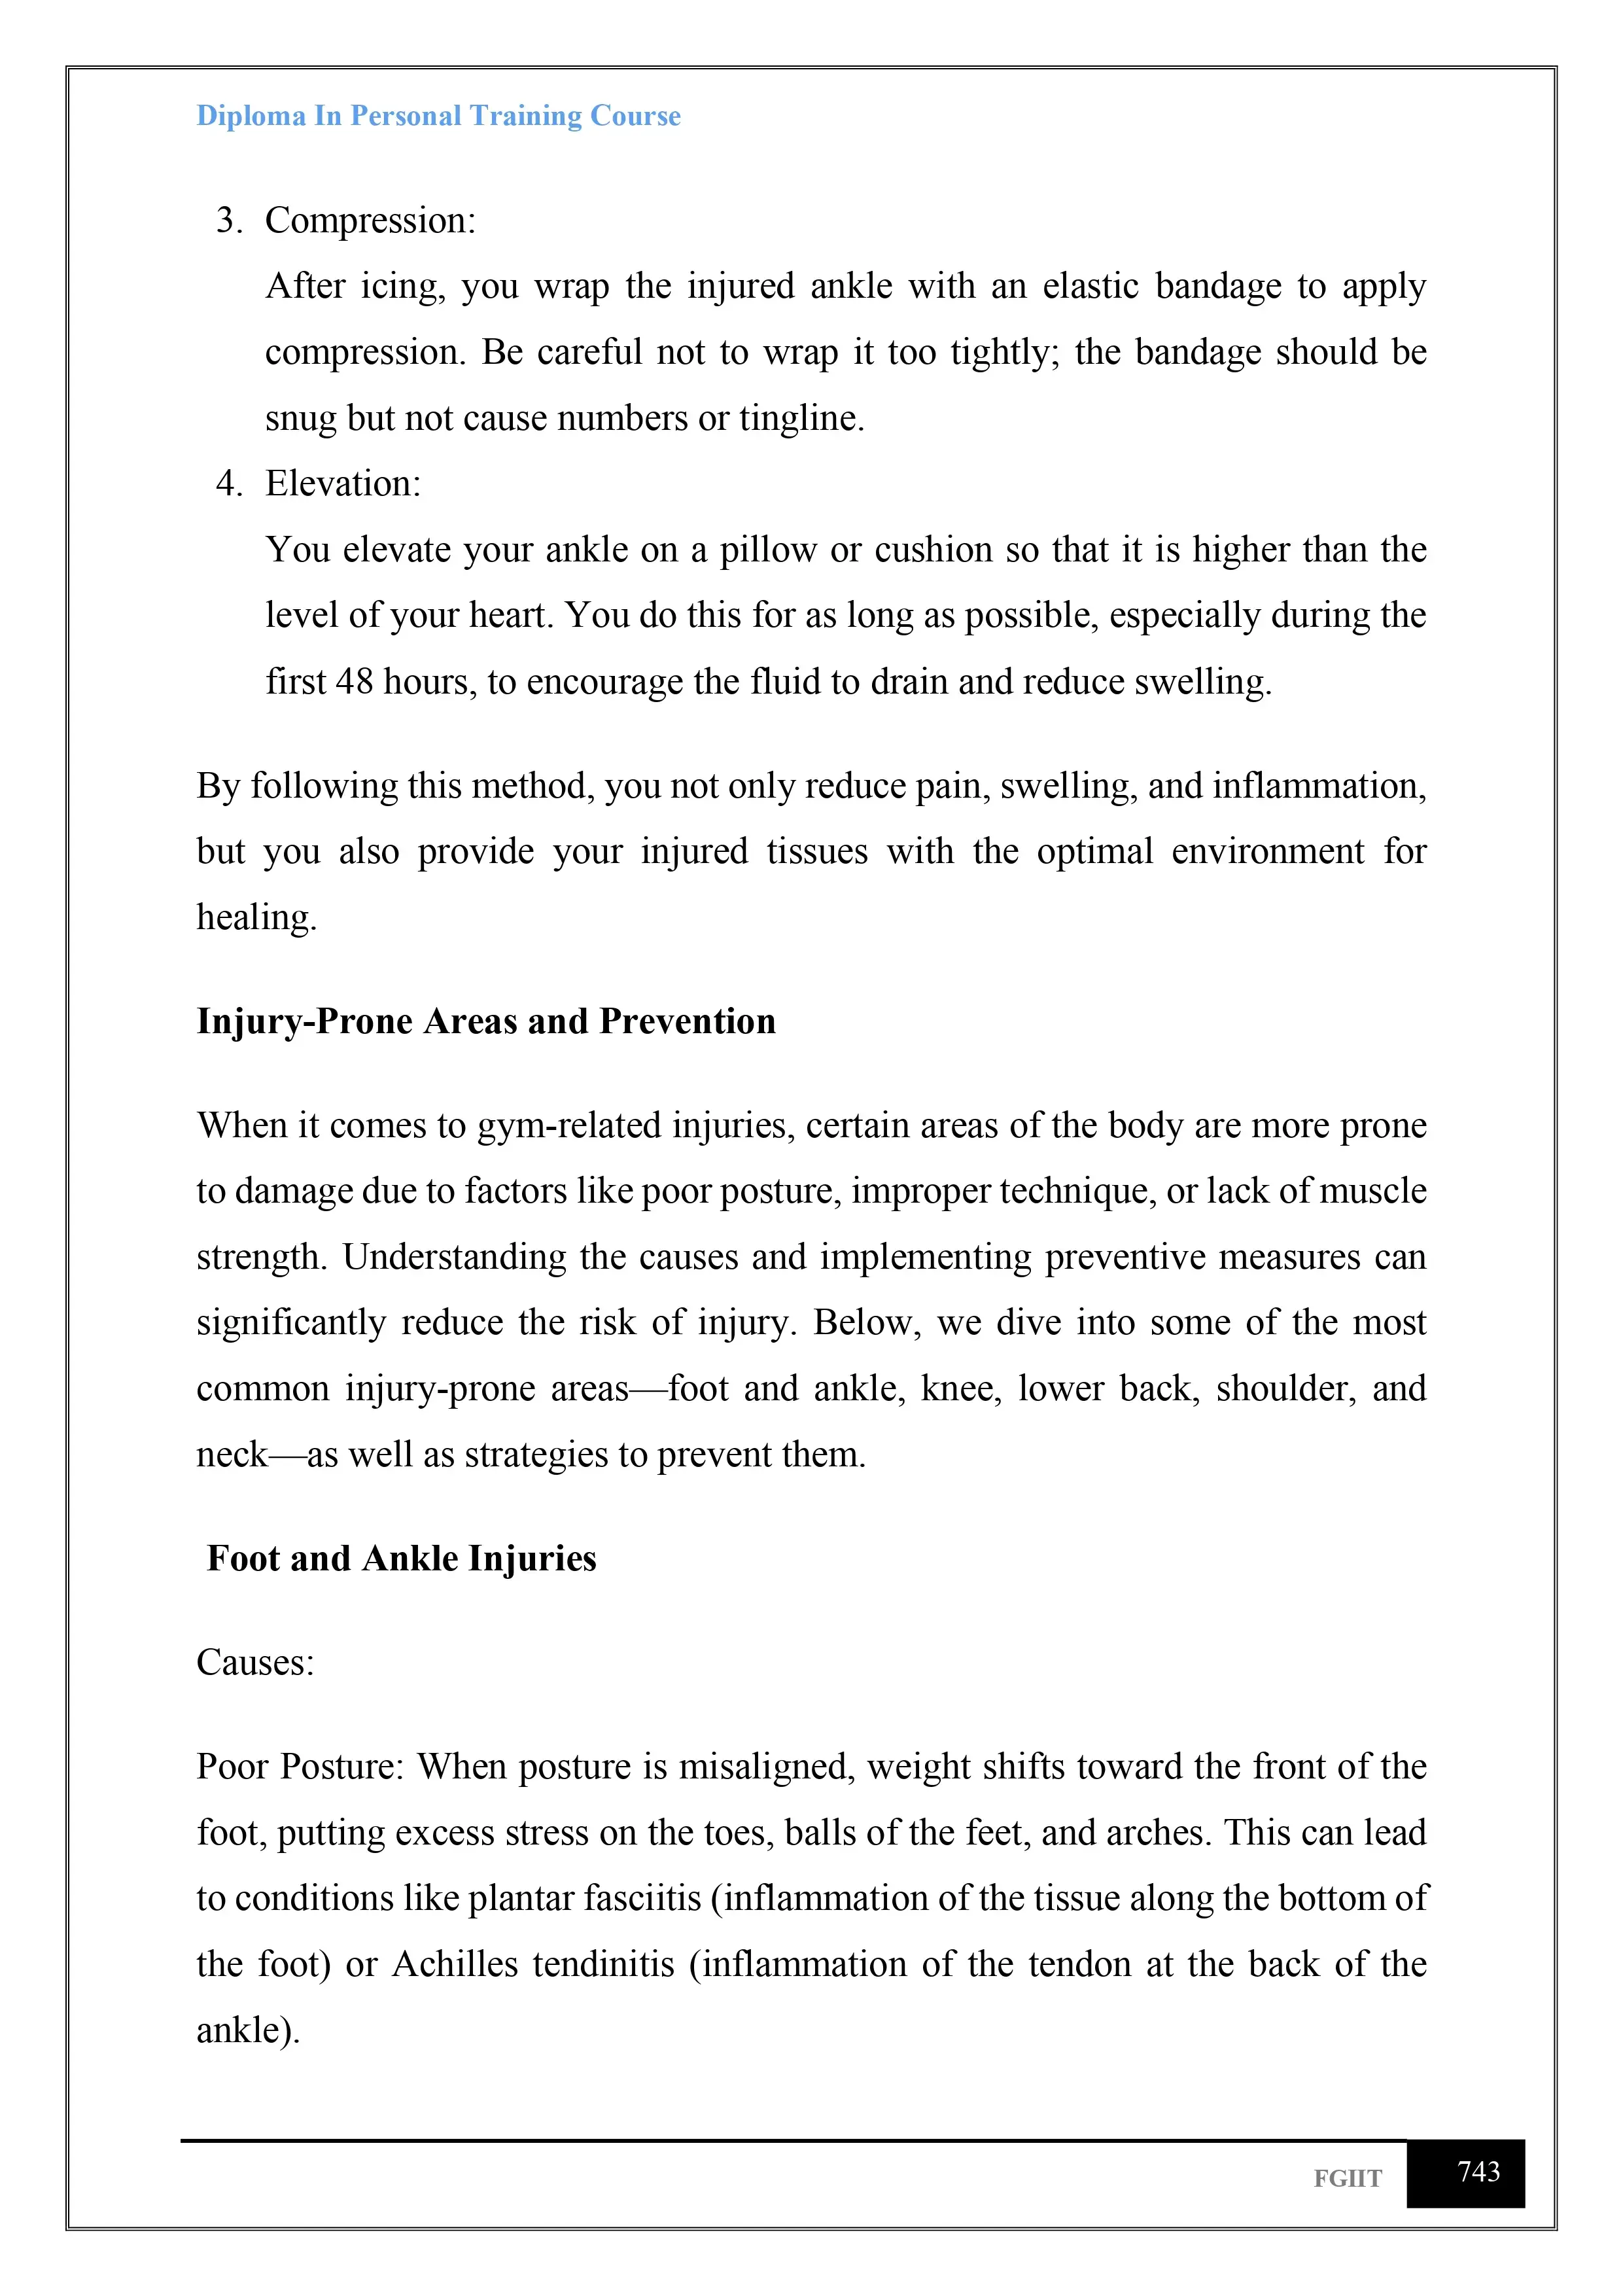 Diploma In Personal Training Course
3. Compression:
After icing, you wrap the injured ankle with an elastic bandage to apply
compression. Be careful not to wrap it too tightly; the bandage should be
snug but not cause numbers or tingline.
4. Elevation:
You elevate your ankle on a pillow or cushion so that it is higher than the
level of your heart. You do this for as long as possible, especially during the
first 48 hours, to encourage the fluid to drain and reduce swelling.
By following this method, you not only reduce pain, swelling, and inflammation,
but you also provide your injured tissues with the optimal environment for
healing.
Injury-Prone Areas and Prevention
When it comes to gym-related injuries, certain areas of the body are more prone
to damage due to factors like poor posture, improper technique, or lack of muscle
strength. Understanding the causes and implementing preventive measures can
significantly reduce the risk of injury. Below, we dive into some of the most
common injury-prone areas—foot and ankle, knee, lower back, shoulder, and
neck—as well as strategies to prevent them.
Foot and Ankle Injuries
Causes:
Poor Posture: When posture is misaligned, weight shifts toward the front of the
foot, putting excess stress on the toes, balls of the feet, and arches. This can lead
to conditions like plantar fasciitis (inflammation of the tissue along the bottom of
the foot) or Achilles tendinitis (inflammation of the tendon at the back of the
ankle).
FGIIT 743